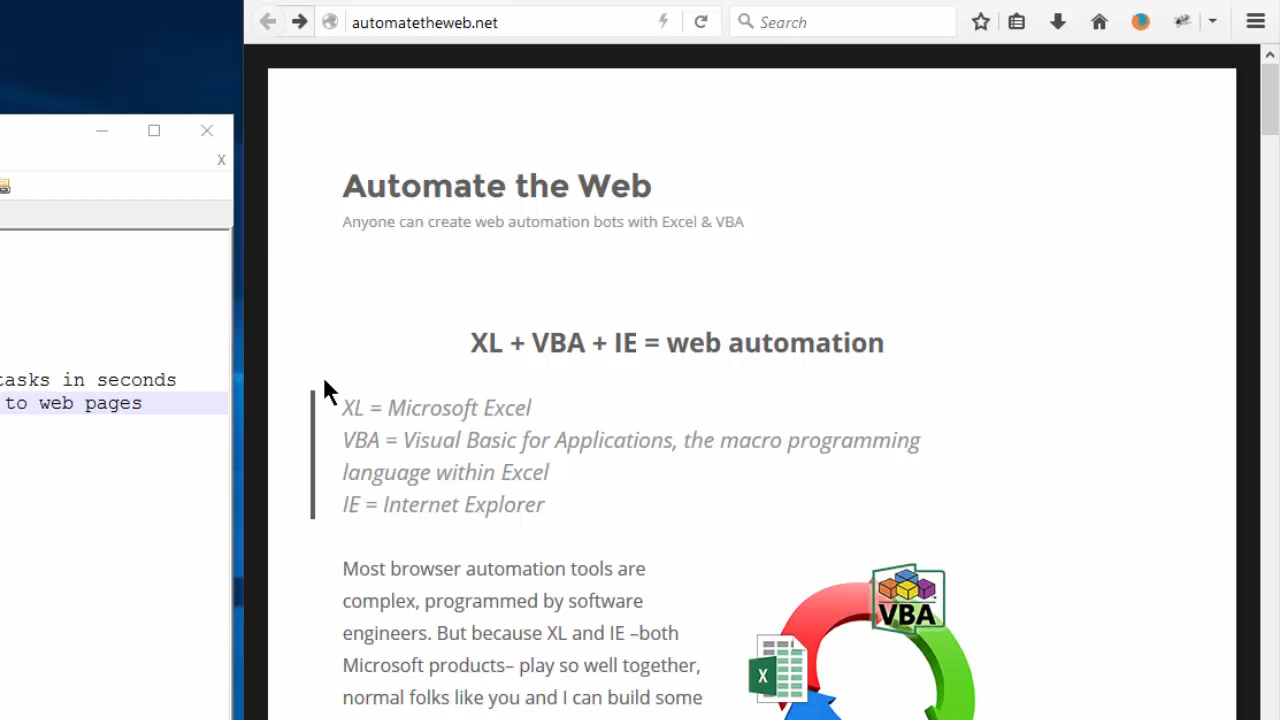 automatetheweb.net
Search
X
Automate the Web
Anyone can create web automation bots with Excel & VBA
XL + VBA + IE = web automation
tasks in seconds
to web pages
XL = Microsoft Excel
VBA = Visual Basic for Applications, the macro programming
language within Excel
IE = Internet Explorer
Most browser automation tools are
complex, programmed by software
engineers. But because XL and IE –both
Microsoft products– play so well together,
normal folks like you and I can build some
VBA
X